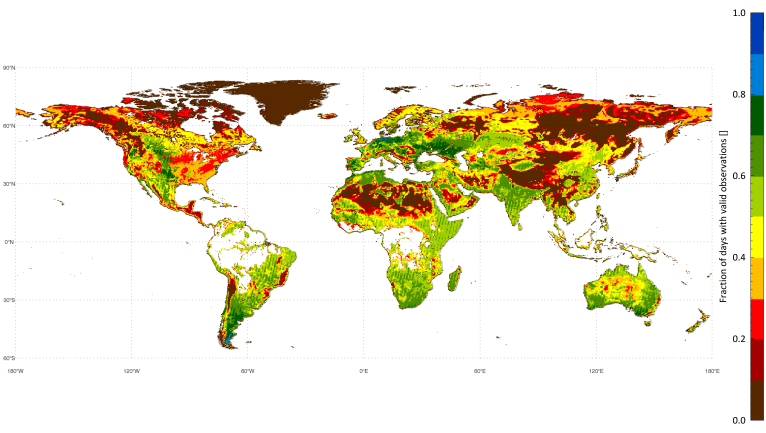 1.0
90°N
0.8
60°N
0.6
30°N
0°N
0.4
30°S
0.2
60°S
180°W
120°W
60°W
0°E
60°E
120°E
180°E
0.0
Fraction of days with valid observations []